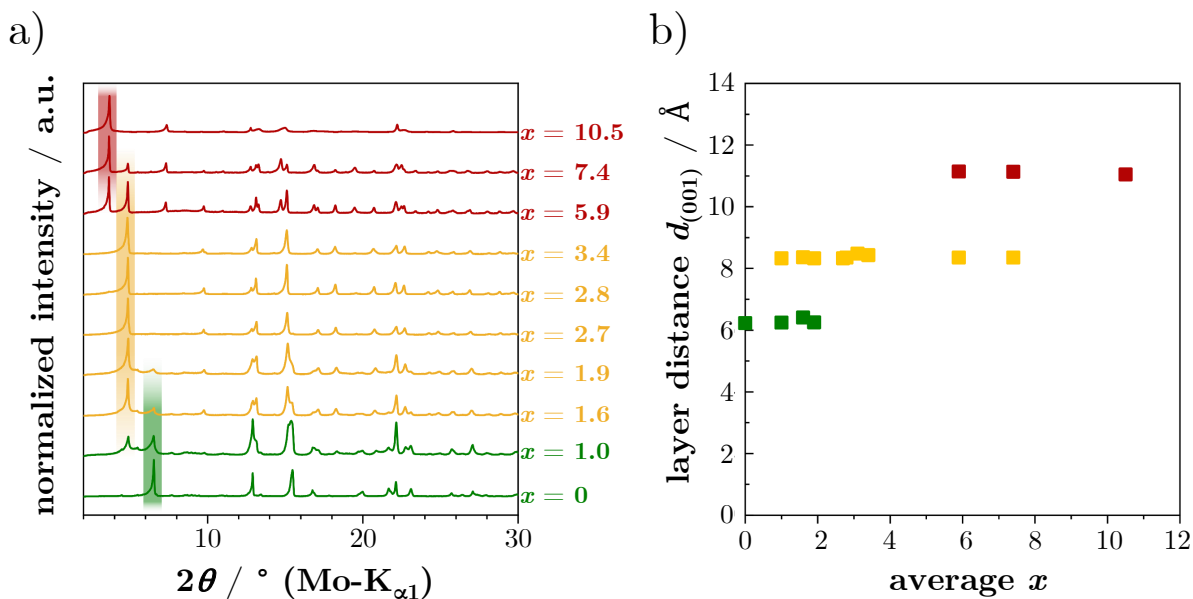 a)
normalized intensity / a.u.
x = 10.5
x = 7.4
x = 5.9
x = 3.4
x = 2.8
x = 2.7
x = 1.9
x = 1.6
x = 1.0
x = 0
10 20 30
2θ / ° (Mo-Kα1)
b)
layer distance d(001) / Å
14
12
10
8
6
4
2
0
0 2 4 6 8 10 12
average x